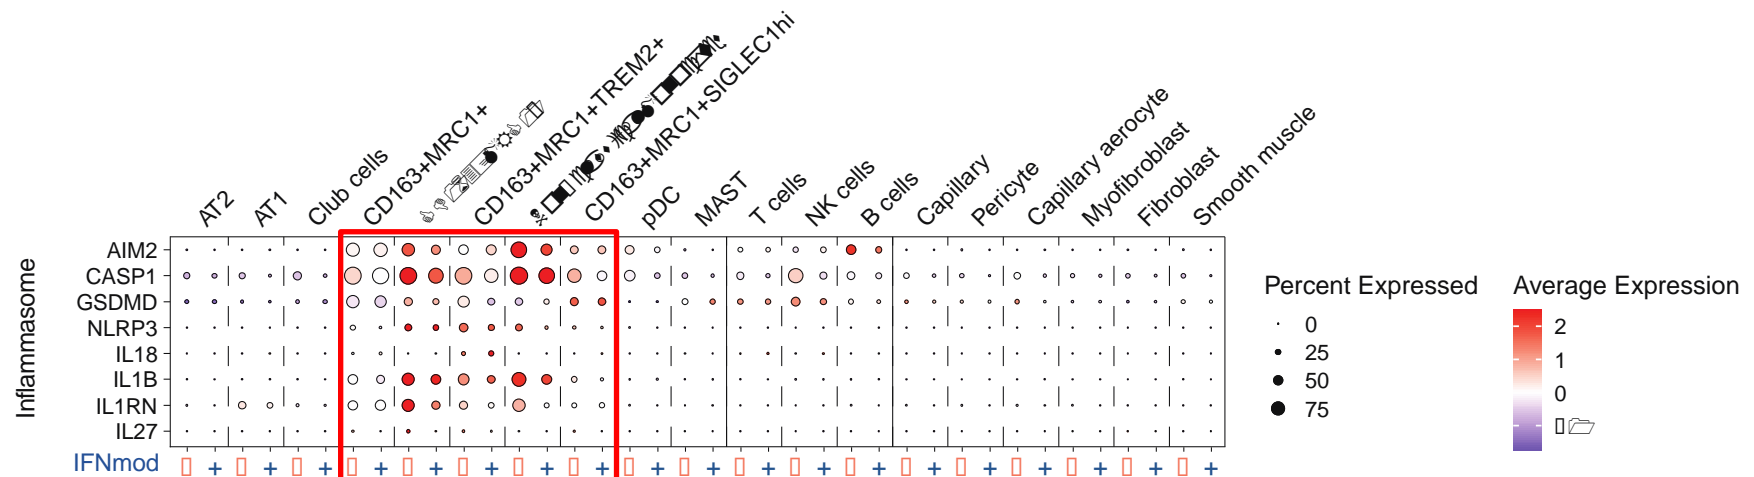 AT2
AT1
Club cells
CD163+MRC1+
CD163+MRC1+TREM2+
CD163+MRC1+SIGLEC1hi
pDC
MAST
T cells
NK cells
B cells
Capillary
Pericyte
Capillary aerocyte
Myofibroblast
Fibroblast
Smooth muscle
Inflammasome
AIM2
CASP1
GSDMD
NLRP3
IL18
IL1B
IL1RN
IL27
IFNmod
+ + + + + + + + + + + + + + + + + + +
Percent Expressed
0
25
50
75
Average Expression
2
1
0